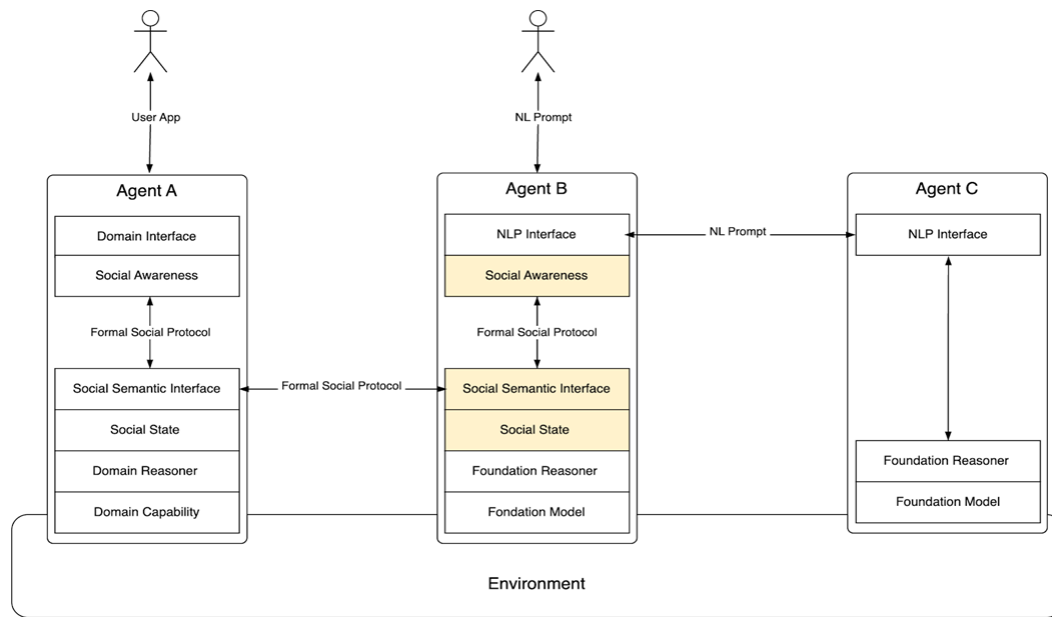 User App
NL Prompt
Agent A
Domain Interface
Social Awareness
Formal Social Protocol
Social Semantic Interface
Social State
Domain Reasoner
Domain Capability
Formal Social Protocol
Agent B
NLP Interface
Social Awareness
Formal Social Protocol
Social Semantic Interface
Social State
Foundation Reasoner
Fondation Model
NL Prompt
Agent C
NLP Interface
Foundation Reasoner
Foundation Model
Environment